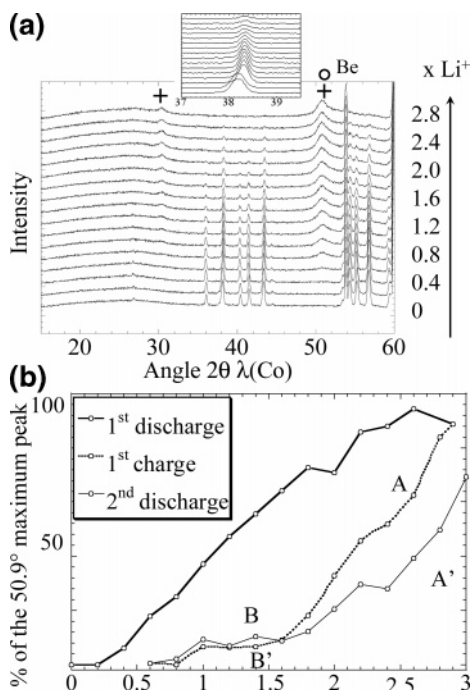 (a)
37 38 39
Be
x Li+
2.8
2.4
2.0
1.6
1.2
0.8
0.4
0
Intensity
20 30 40 50 60
Angle 2θ λ(Co)
(b)
% of the 50.9° maximum peak
100
50
0
1st discharge
1st charge
2nd discharge
A
A'
B
B'
0 0.5 1 1.5 2 2.5 3